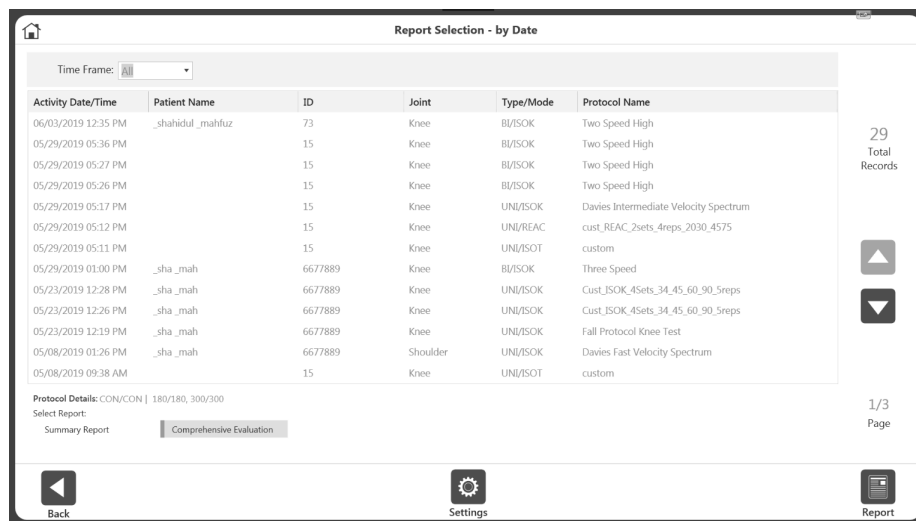 Report Selection - by Date
Time Frame: All
Activity Date/Time Patient Name ID Joint Type/Mode Protocol Name
06/03/2019 12:35 PM _shahidul _mahfuz 73 Knee BI/ISOK Two Speed High
05/29/2019 05:36 PM 15 Knee BI/ISOK Two Speed High
05/29/2019 05:27 PM 15 Knee BI/ISOK Two Speed High
05/29/2019 05:26 PM 15 Knee BI/ISOK Two Speed High
05/29/2019 05:17 PM 15 Knee UNI/ISOK Davies Intermediate Velocity Spectrum
05/29/2019 05:12 PM 15 Knee UNI/REAC cust_REAC_2sets_4reps_2030_4575
05/29/2019 05:11 PM 15 Knee UNI/ISOT custom
05/29/2019 01:00 PM _sha _mah 6677889 Knee BI/ISOK Three Speed
05/23/2019 12:28 PM _sha _mah 6677889 Knee UNI/ISOK Cust_ISOK_4Sets_34_45_60_90_5reps
05/23/2019 12:26 PM _sha _mah 6677889 Knee UNI/ISOK Cust_ISOK_4Sets_34_45_60_90_5reps
05/23/2019 12:19 PM _sha _mah 6677889 Knee UNI/ISOK Fall Protocol Knee Test
05/08/2019 01:26 PM _sha _mah 6677889 Shoulder UNI/ISOK Davies Fast Velocity Spectrum
05/08/2019 09:38 AM 15 Knee UNI/ISOT custom
29
Total
Records
Protocol Details: CON/CON | 180/180, 300/300
Select Report:
Summary Report Comprehensive Evaluation
1/3
Page
Back Settings Report